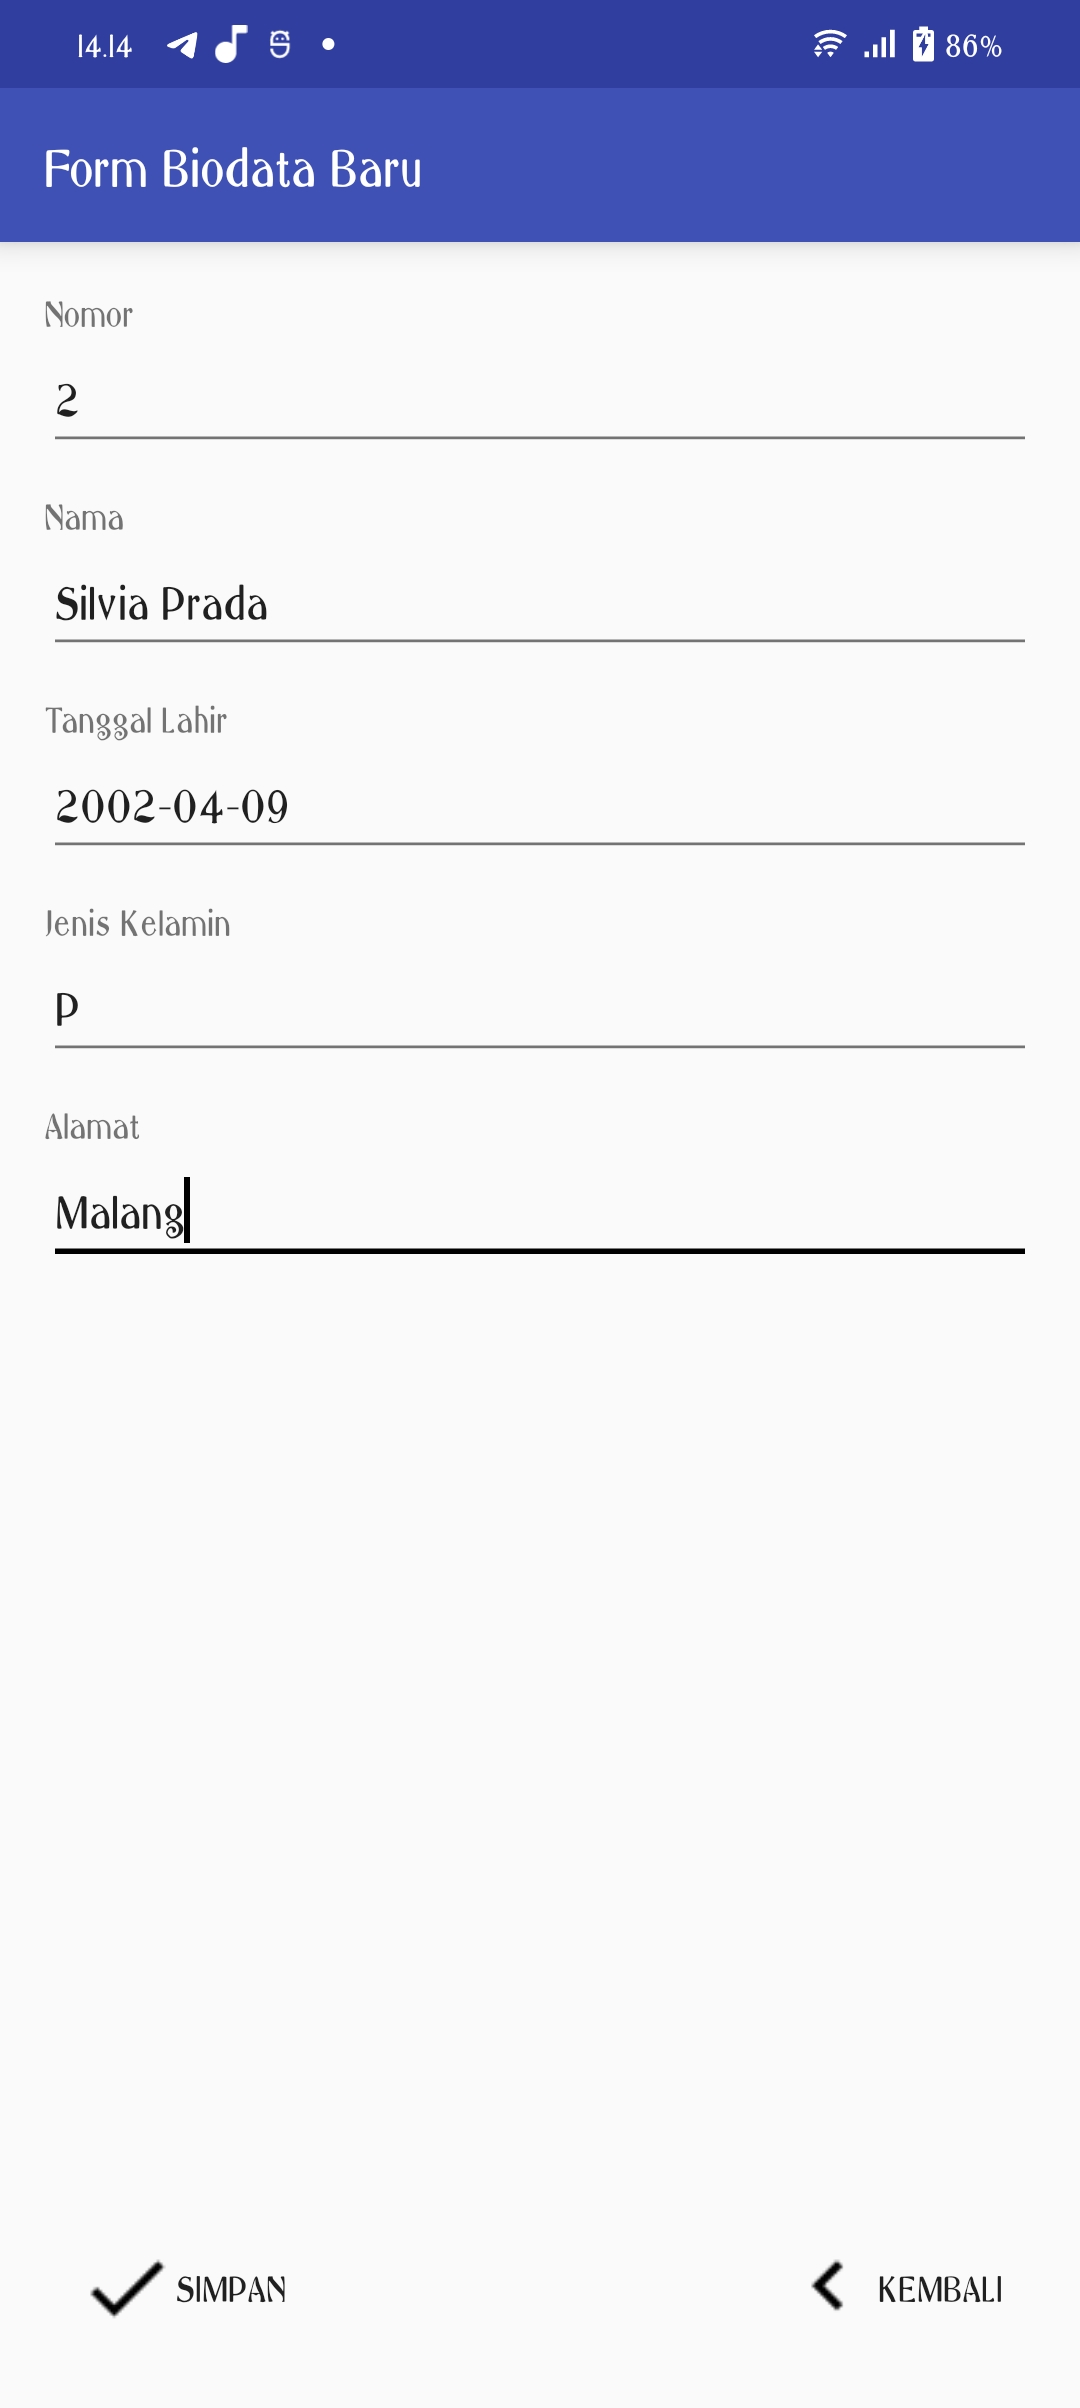 14.14 86%
Form Biodata Baru
Nomor
2
Nama
Silvia Prada
Tanggal Lahir
2002-04-09
Jenis Kelamin
P
Alamat
Malang
SIMPAN KEMBALI